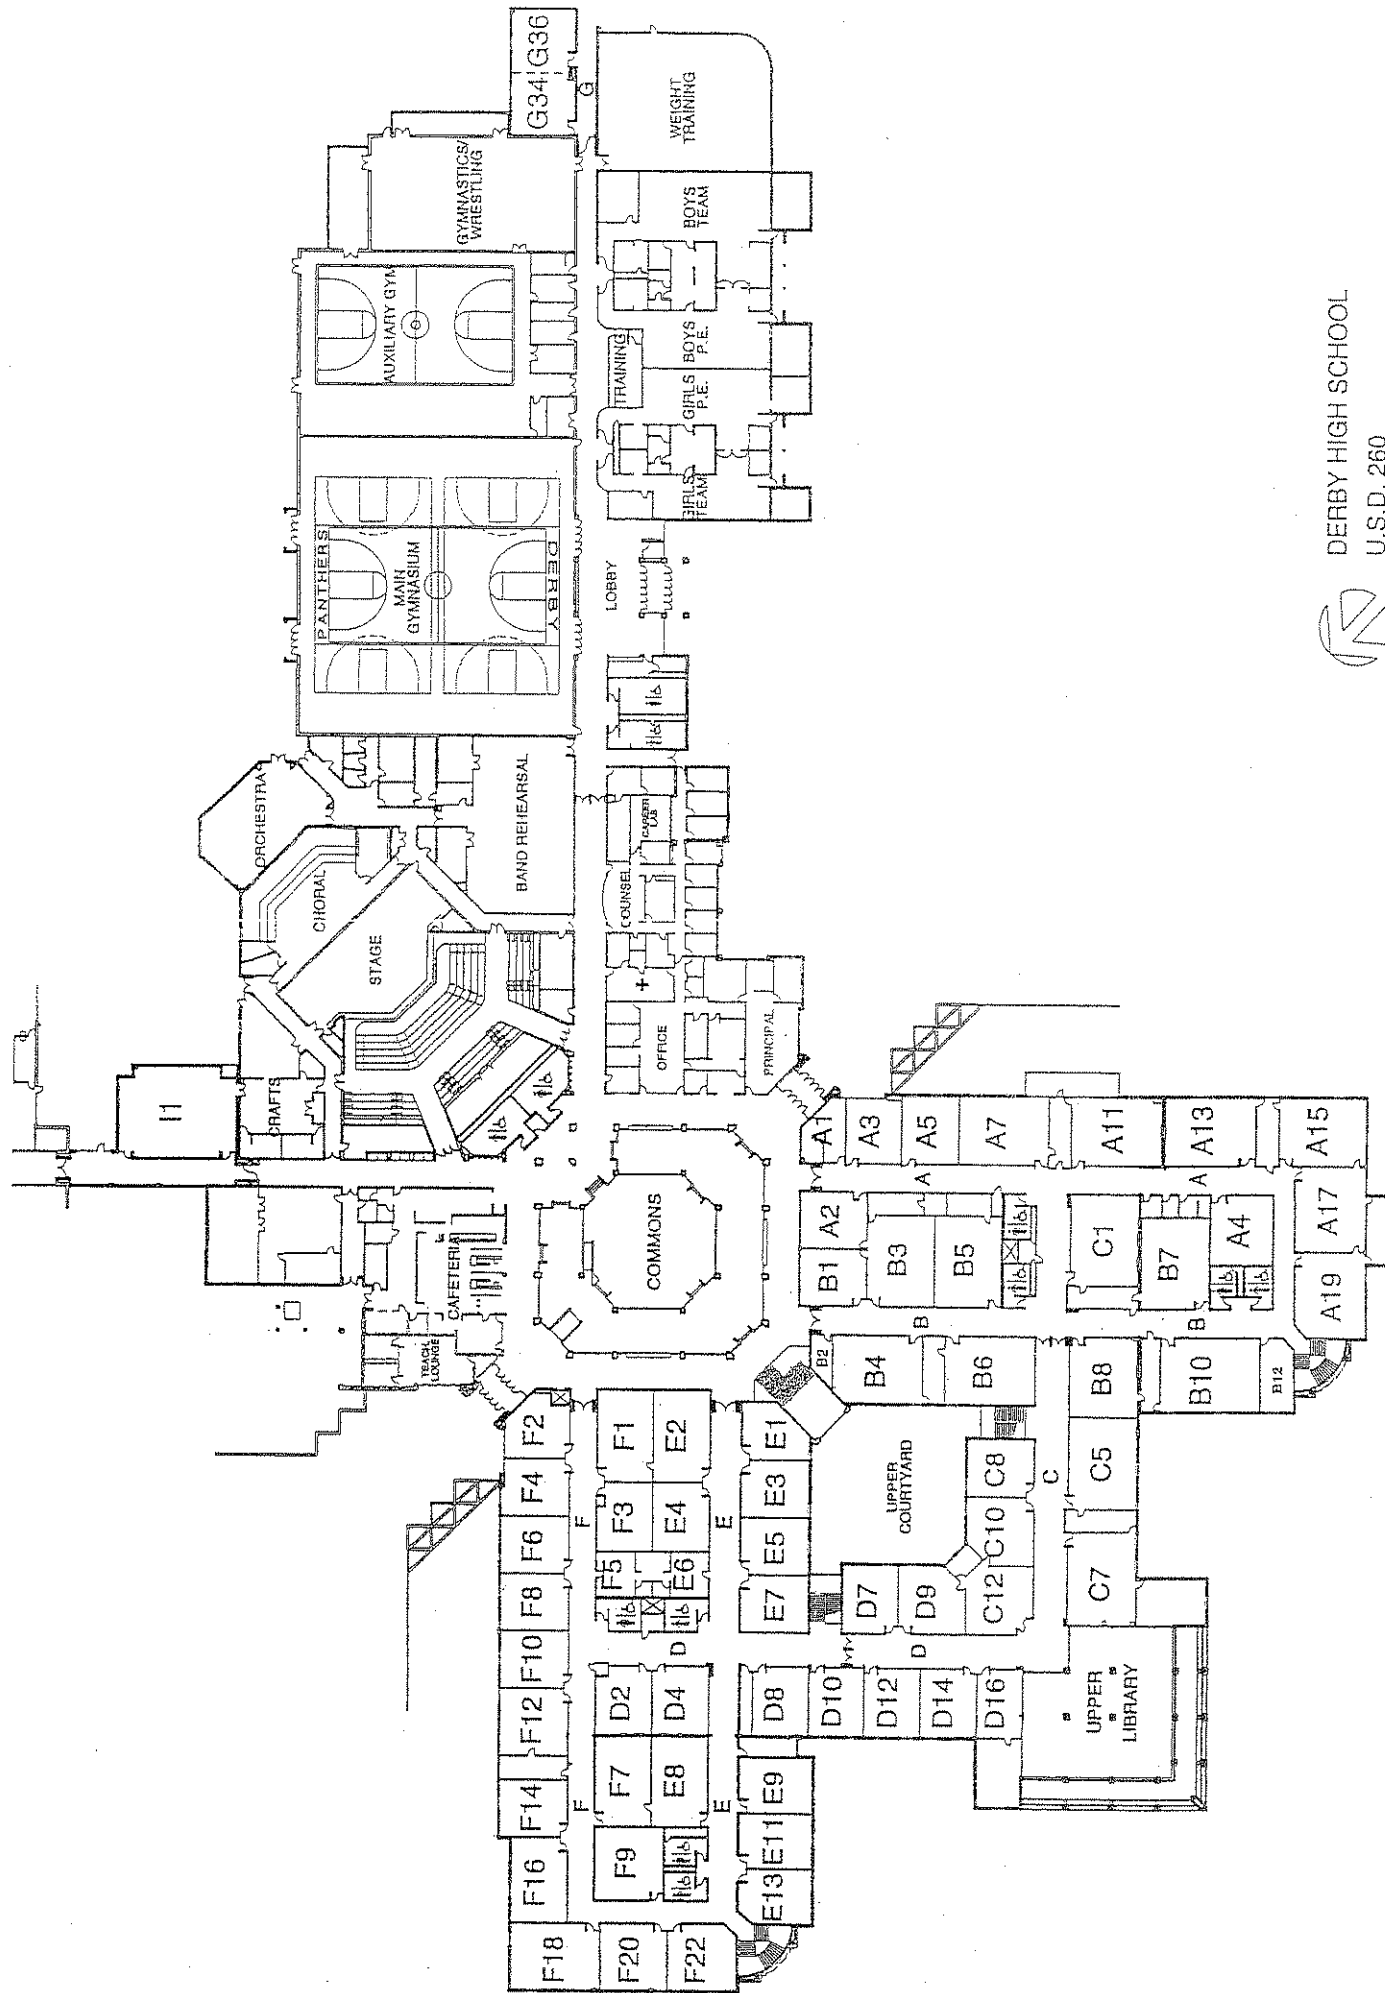 G34 G36
G
WEIGHT
TRAINING
GYMNASTICS/
WRESTLING
BOYS
TEAM
AUXILIARY GYM
BOYS
P.E.
TRAINING
GIRLS
P.E.
GIRLS
TEAM
PANTHERS
MAIN
GYMNASIUM
DERBY
LOBBY
ORCHESTRA
CHORAL
STAGE
BAND REHEARSAL
CAREER
LAB
COUNSEL
OFFICE
PRINCIPAL
I1
CRAFTS
CAFETERIA
TEACH.
LOUNGE
COMMONS
A1
A3
A5
A7
A11
A13
A15
A
A
A2
A4
A17
A19
B1
B3
B5
C1
B7
B
B
B2
B4
B6
B8
B10
B12
F2
F4
F6
F8
F10
F12
F14
F16
F18
F
F
F1
F3
F5
D2
F7
F9
F20
E2
E4
E6
D
D4
E8
F22
E
E
E1
E3
E5
E7
D8
E9
E11
E13
UPPER
COURTYARD
C8
C10
C12
C
C5
C7
D7
D9
D
D10
D12
D14
D16
UPPER
LIBRARY
DERBY HIGH SCHOOL
U.S.D. 260